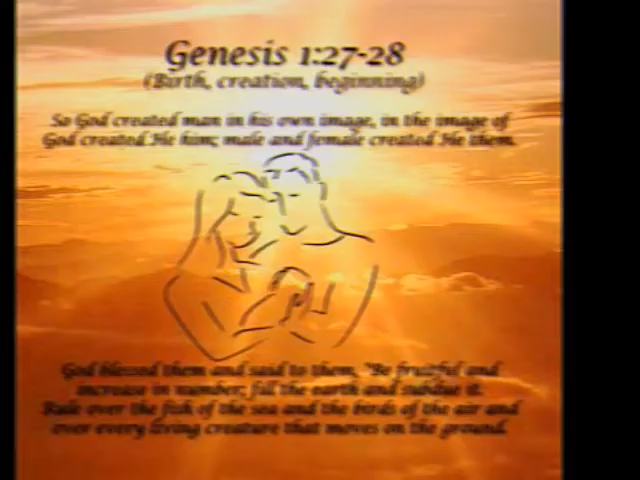 Genesis 1:27-28
(Birth, creation, beginning)
So God created man in his own image, in the image of
God created He him; male and female created He them.
God blessed them and said to them, "Be fruitful and
increase in number; fill the earth and subdue it.
Rule over the fish of the sea and the birds of the air and
over every living creature that moves on the ground.